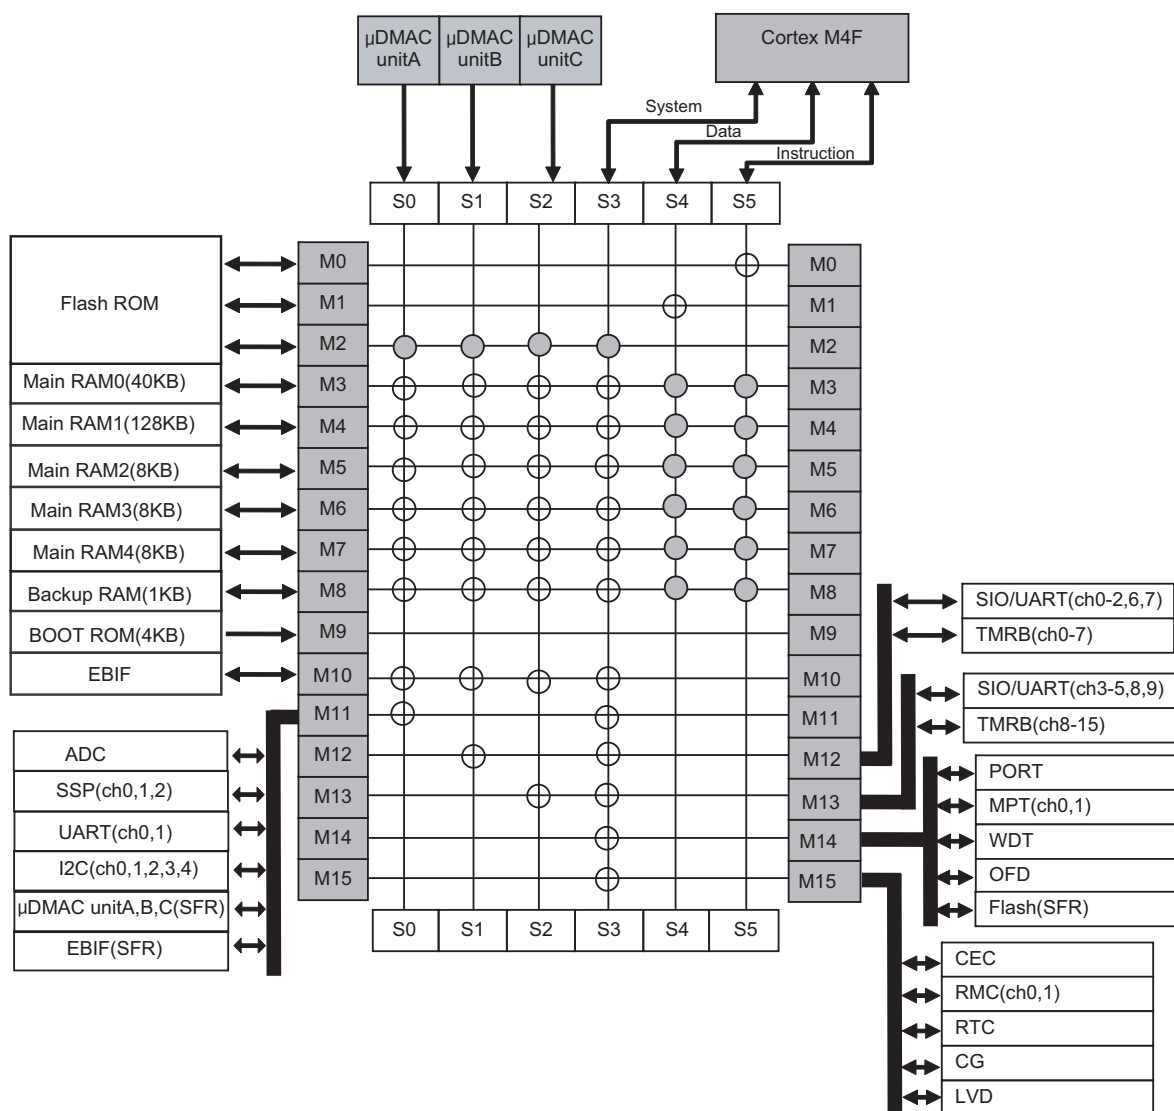 µDMAC
unitA
µDMAC
unitB
µDMAC
unitC
Cortex M4F
System
Data
Instruction
S0
S1
S2
S3
S4
S5
Flash ROM
M0
M0
M1
M1
M2
M2
Main RAM0(40KB)
M3
M3
Main RAM1(128KB)
M4
M4
Main RAM2(8KB)
M5
M5
Main RAM3(8KB)
M6
M6
Main RAM4(8KB)
M7
M7
Backup RAM(1KB)
M8
M8
BOOT ROM(4KB)
M9
M9
EBIF
M10
M10
M11
M11
M12
M12
M13
M13
M14
M14
M15
M15
ADC
SSP(ch0,1,2)
UART(ch0,1)
I2C(ch0,1,2,3,4)
µDMAC unitA,B,C(SFR)
EBIF(SFR)
S0
S1
S2
S3
S4
S5
SIO/UART(ch0-2,6,7)
TMRB(ch0-7)
SIO/UART(ch3-5,8,9)
TMRB(ch8-15)
PORT
MPT(ch0,1)
WDT
OFD
Flash(SFR)
CEC
RMC(ch0,1)
RTC
CG
LVD